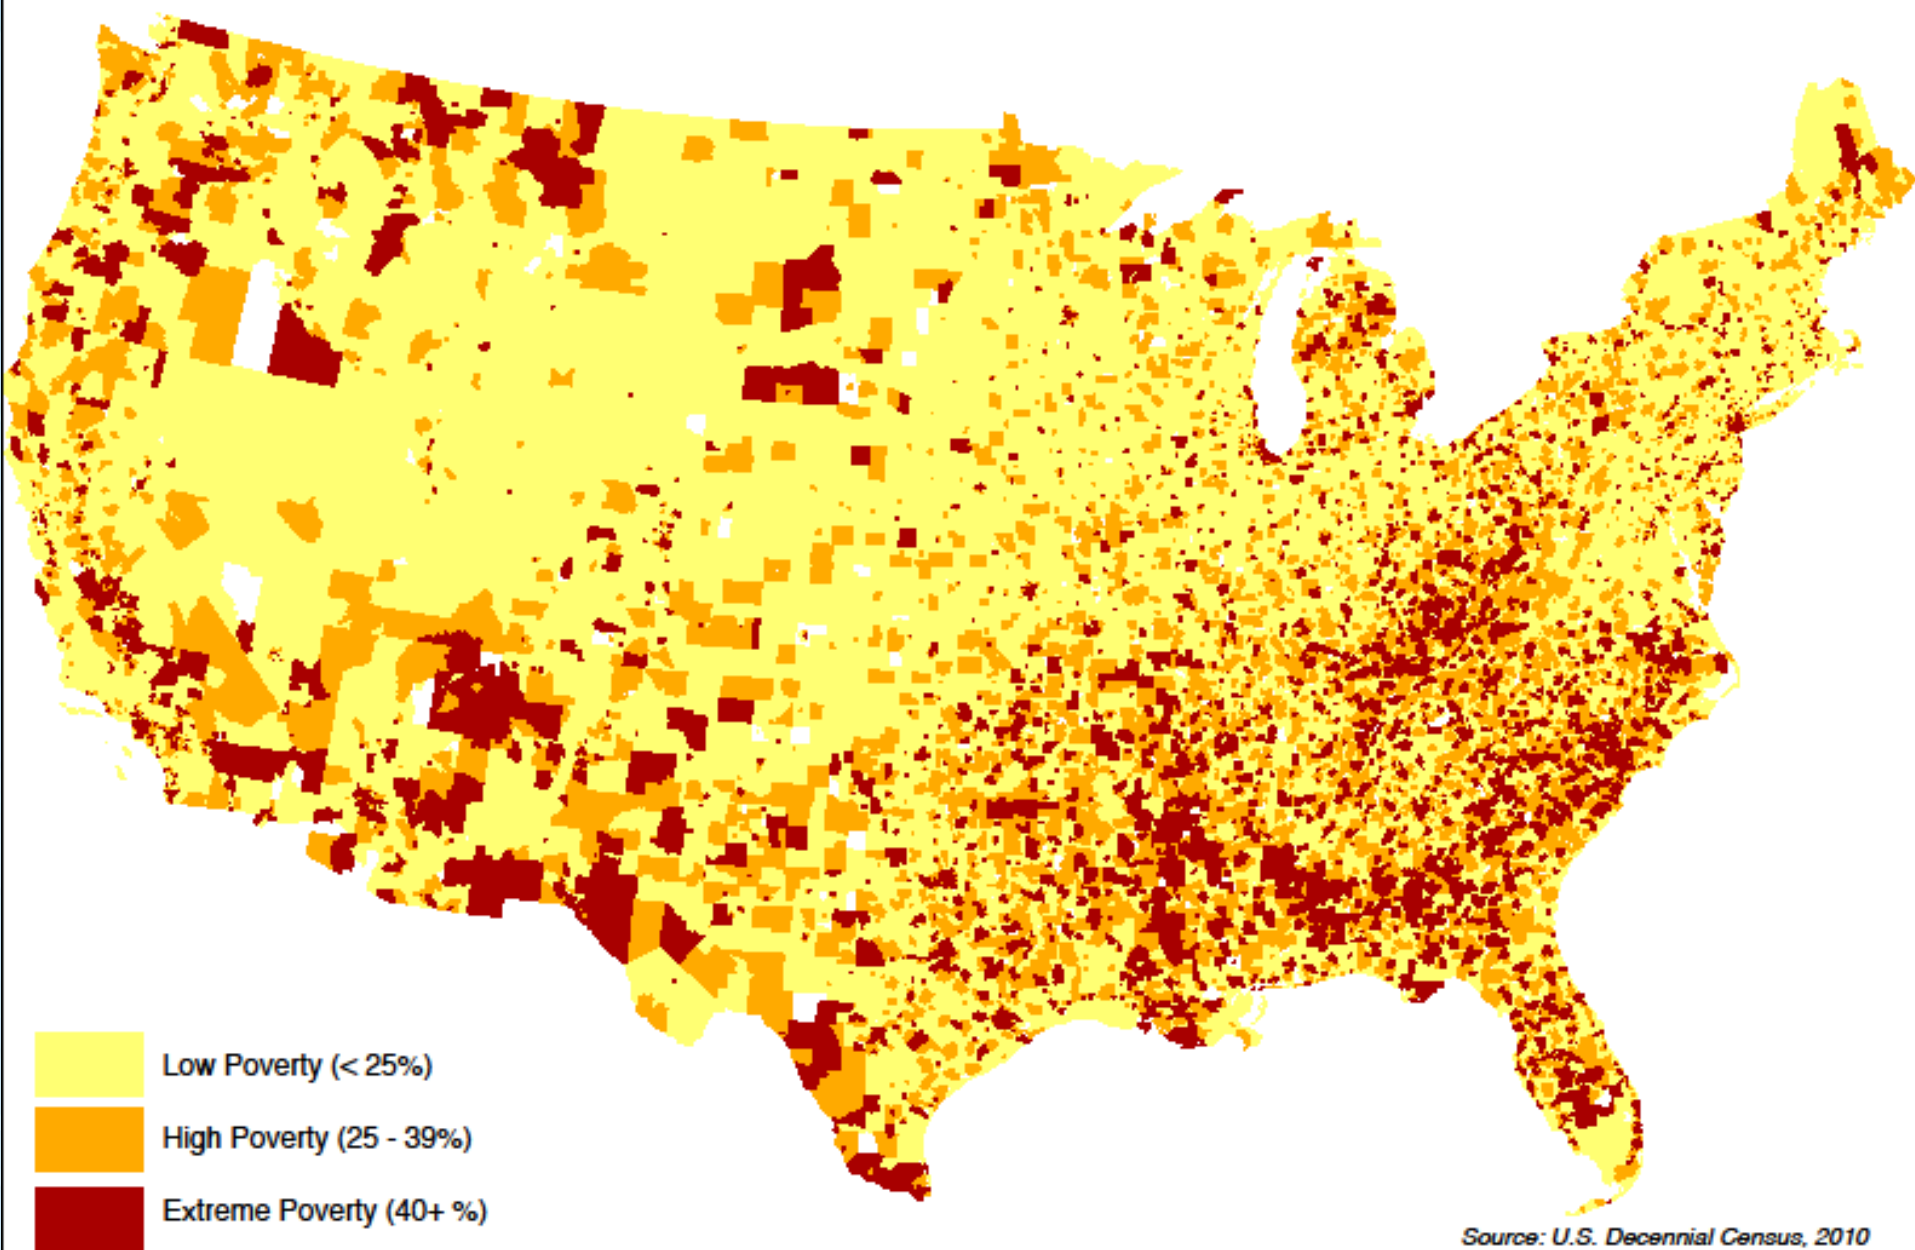 Low Poverty (< 25%)
High Poverty (25 - 39%)
Extreme Poverty (40+ %)
Source: U.S. Decennial Census, 2010